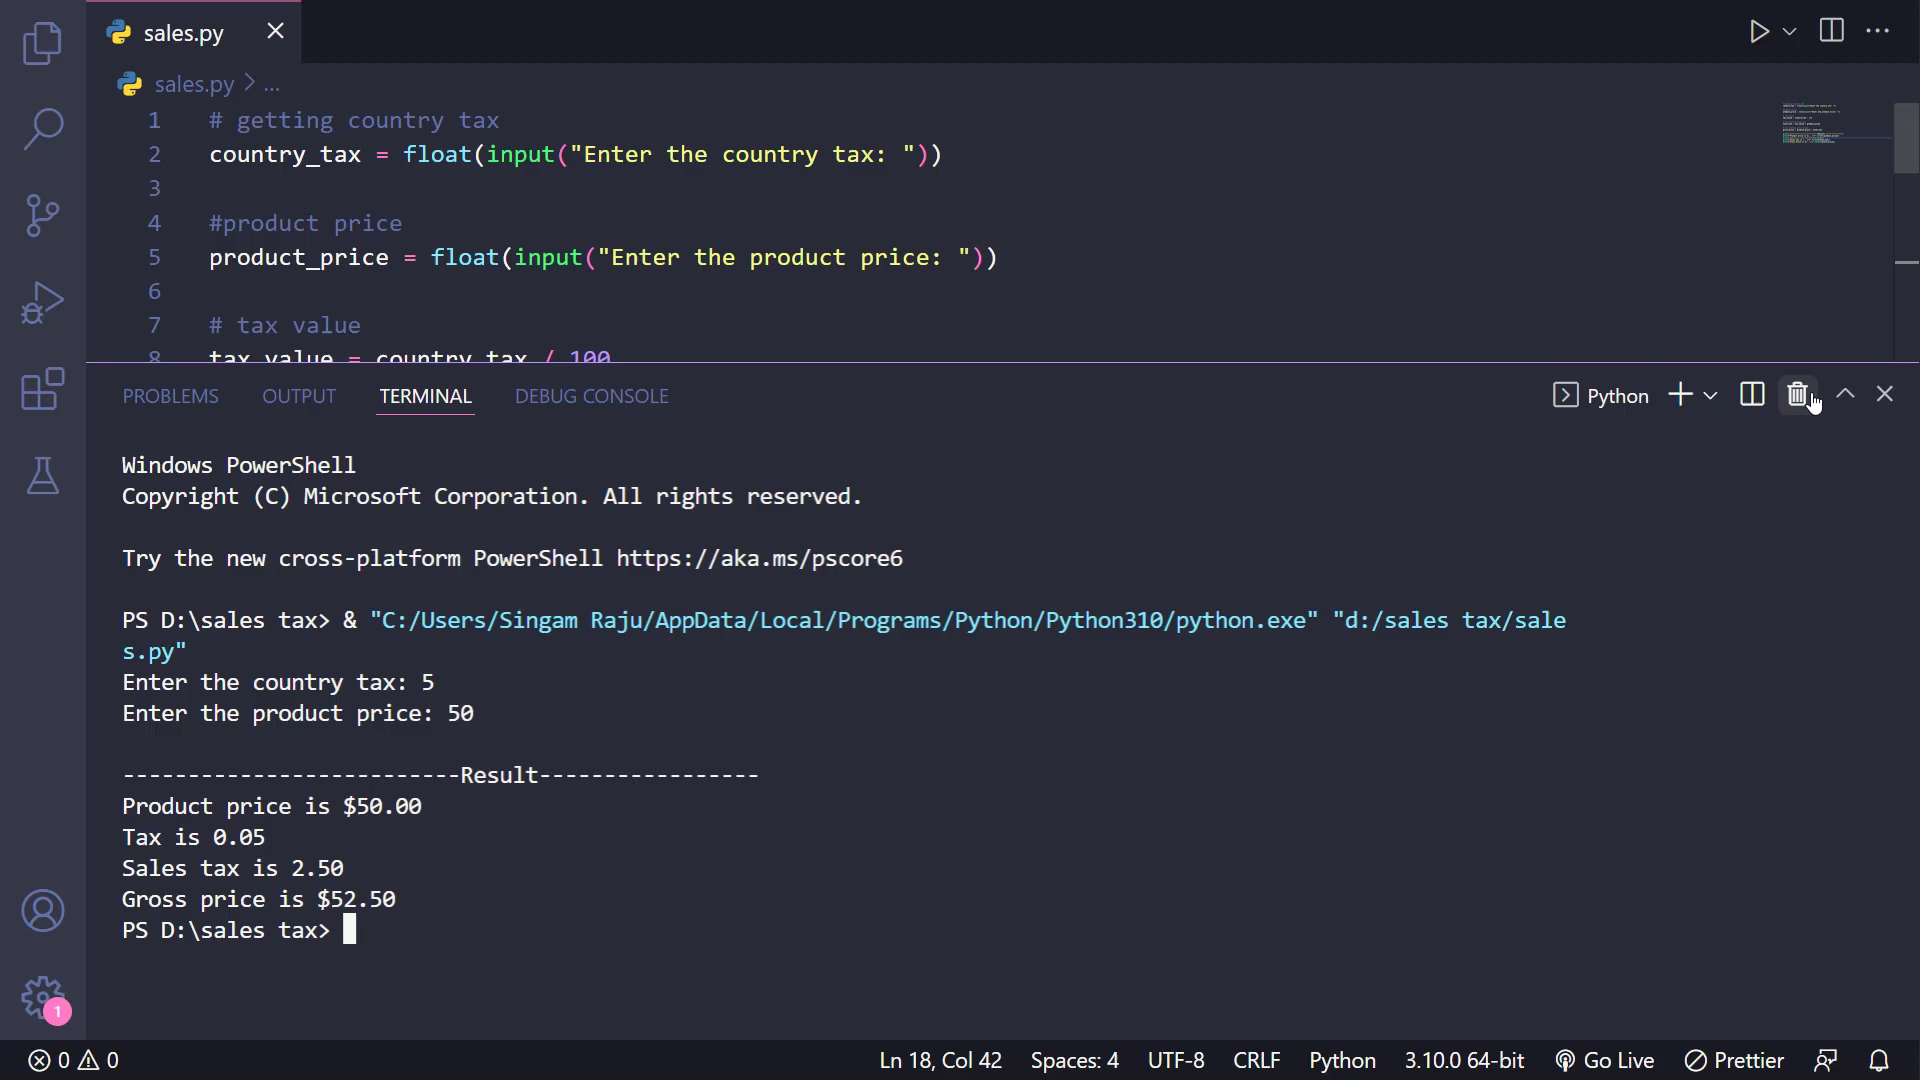 sales.py
sales.py > ...
1 # getting country tax
2 country_tax = float(input("Enter the country tax: "))
3
4 #product price
5 product_price = float(input("Enter the product price: "))
6
7 # tax value
8 tax_value = country_tax / 100
PROBLEMS OUTPUT TERMINAL DEBUG CONSOLE Python
Windows PowerShell
Copyright (C) Microsoft Corporation. All rights reserved.
Try the new cross-platform PowerShell https://aka.ms/pscore6
PS D:\sales tax> & "C:/Users/Singam Raju/AppData/Local/Programs/Python/Python310/python.exe" "d:/sales tax/sale
s.py"
Enter the country tax: 5
Enter the product price: 50
--------------------------Result-----------------
Product price is $50.00
Tax is 0.05
Sales tax is 2.50
Gross price is $52.50
PS D:\sales tax>
1
0 0 Ln 18, Col 42 Spaces: 4 UTF-8 CRLF Python 3.10.0 64-bit Go Live Prettier